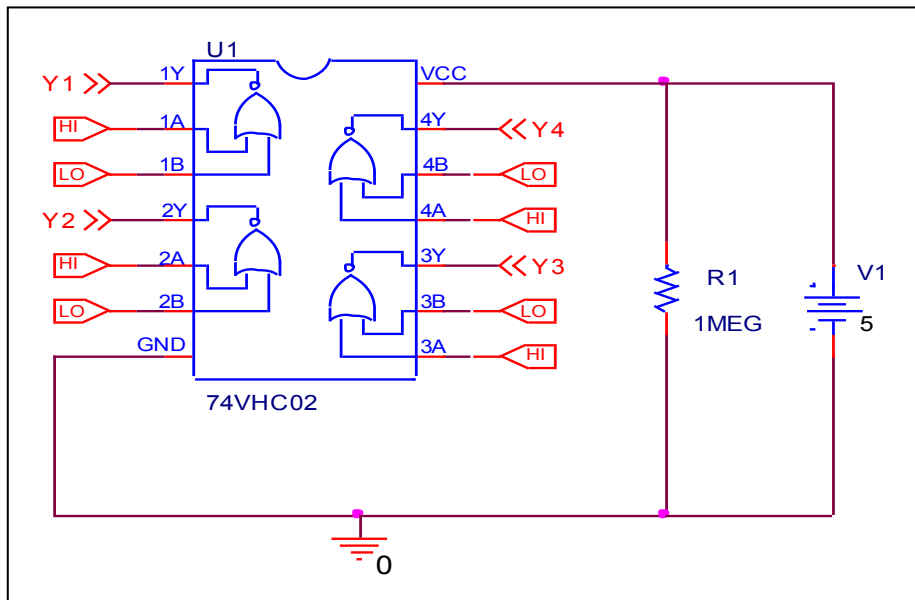 U1
Y1
1Y
VCC
HI
1A
4Y
Y4
LO
1B
4B
LO
Y2
2Y
4A
HI
HI
2A
3Y
Y3
LO
2B
3B
LO
GND
3A
HI
74VHC02
R1
1MEG
V1
5
0